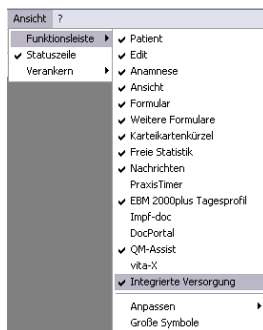 Ansicht ?
Funktionsleiste
Statuszeile
Verankern
Patient
Edit
Anamnese
Ansicht
Formular
Weitere Formulare
Karteikartenkürzel
Freie Statistik
Nachrichten
PraxisTimer
EBM 2000plus Tagesprofil
Impf-doc
DocPortal
QM-Assist
vita-X
Integrierte Versorgung
Anpassen
Große Symbole